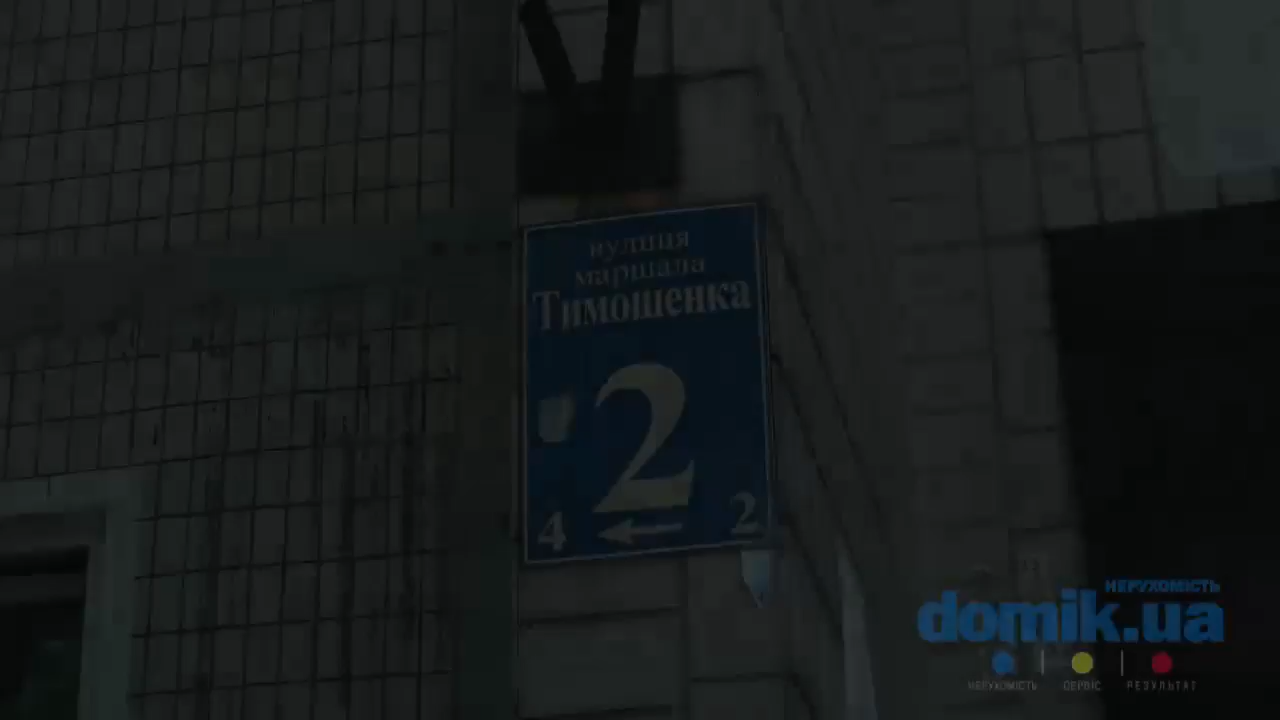 вулиця
маршала
Тимошенка
2
4 2
НЕРУХОМІСТЬ
domik.ua
НЕРУХОМІСТЬ СЕРВІС РЕЗУЛЬТАТ